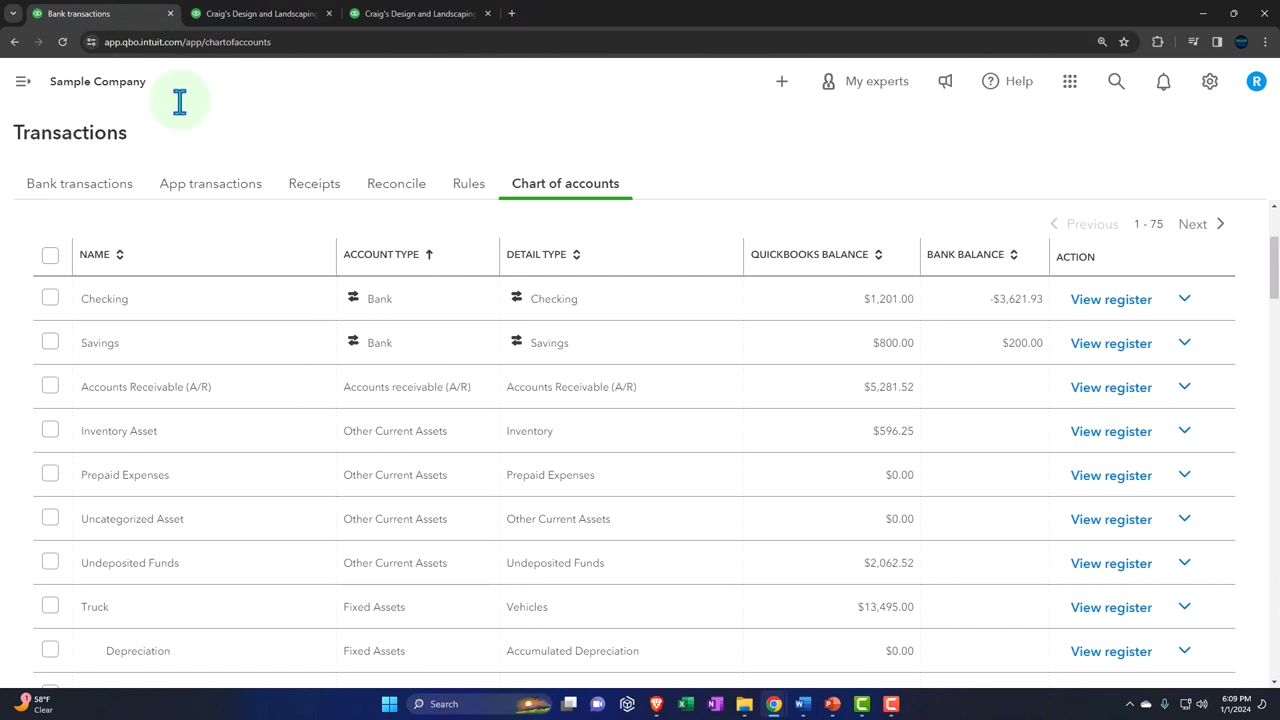 Bank transactions
Craig's Design and Landscaping
Craig's Design and Landscaping
app.qbo.intuit.com/app/chartofaccounts
Sample Company
My experts
Help
R
Transactions
Bank transactions App transactions Receipts Reconcile Rules Chart of accounts
Previous 1 - 75 Next
NAME ACCOUNT TYPE DETAIL TYPE QUICKBOOKS BALANCE BANK BALANCE ACTION
Checking Bank Checking $1,201.00 -$3,621.93 View register
Savings Bank Savings $800.00 $200.00 View register
Accounts Receivable (A/R) Accounts receivable (A/R) Accounts Receivable (A/R) $5,281.52 View register
Inventory Asset Other Current Assets Inventory $596.25 View register
Prepaid Expenses Other Current Assets Prepaid Expenses $0.00 View register
Uncategorized Asset Other Current Assets Other Current Assets $0.00 View register
Undeposited Funds Other Current Assets Undeposited Funds $2,062.52 View register
Truck Fixed Assets Vehicles $13,495.00 View register
Depreciation Fixed Assets Accumulated Depreciation $0.00 View register
1
58°F
Clear
Search
6:09 PM
1/7/2024